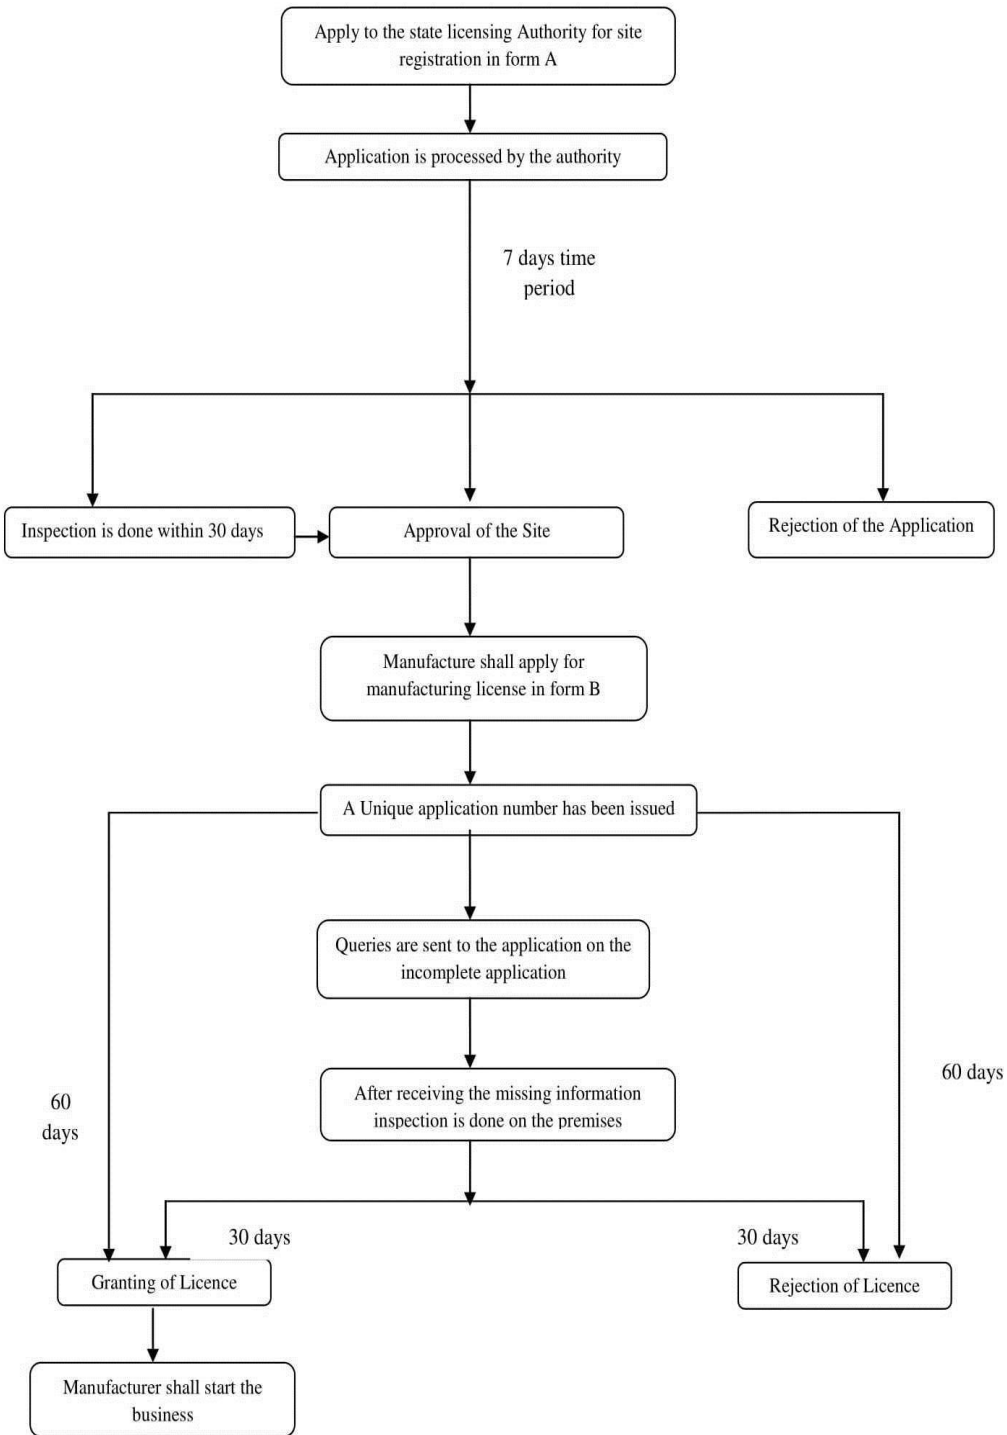 Apply to the state licensing Authority for site
registration in form A
Application is processed by the authority
7 days time
period
Inspection is done within 30 days
Approval of the Site
Rejection of the Application
Manufacture shall apply for
manufacturing license in form B
A Unique application number has been issued
Queries are sent to the application on the
incomplete application
After receiving the missing information
inspection is done on the premises
60
days
60 days
30 days
30 days
Granting of Licence
Rejection of Licence
Manufacturer shall start the
business